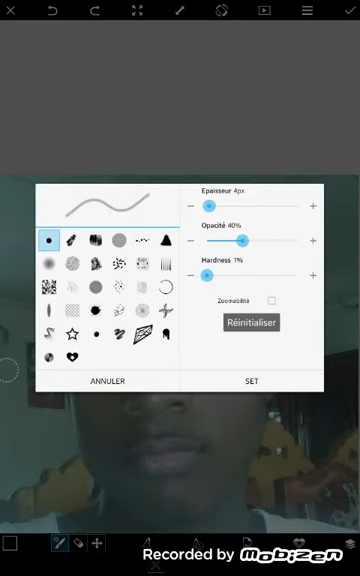 Epaisseur 4px
Opacité 40%
Hardness 1%
Zoomabilité
Réinitialiser
ANNULER
SET
Recorded by mobizen